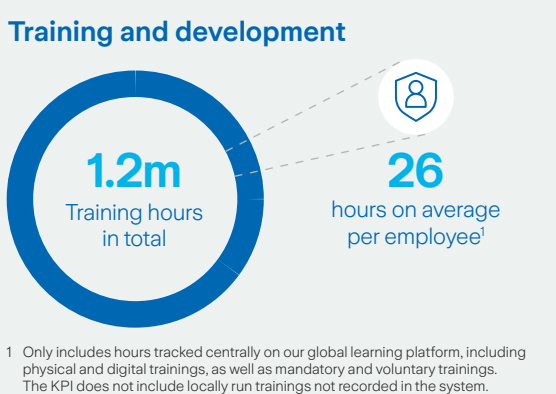 Training and development
1.2m
Training hours
in total
26
hours on average
per employee1
1 Only includes hours tracked centrally on our global learning platform, including
physical and digital trainings, as well as mandatory and voluntary trainings.
The KPI does not include locally run trainings not recorded in the system.